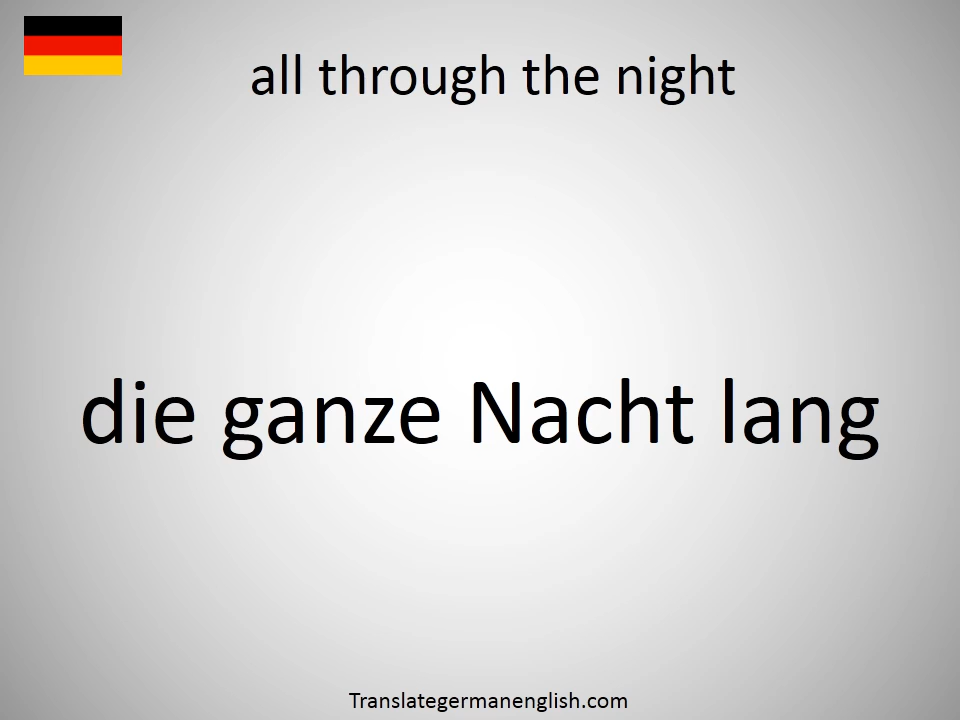 all through the night
die ganze Nacht lang
Translategermanenglish.com